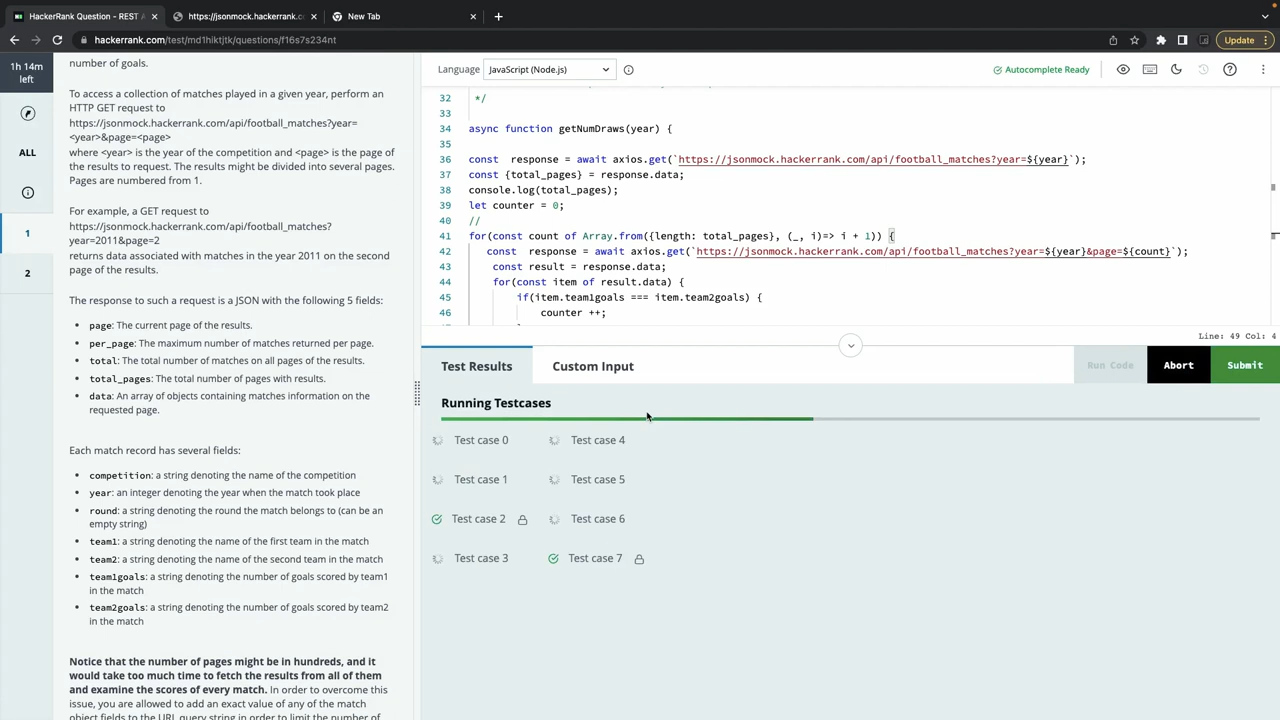 HackerRank Question - REST A
https://jsonmock.hackerrank.c
New Tab
hackerrank.com/test/md1hiktjtk/questions/f16s7s234nt
Update
1h 14m
left
ALL
1
2
number of goals.
To access a collection of matches played in a given year, perform an
HTTP GET request to
https://jsonmock.hackerrank.com/api/football_matches?year=
<year>&page=<page>
where <year> is the year of the competition and <page> is the page of
the results to request. The results might be divided into several pages.
Pages are numbered from 1.
For example, a GET request to
https://jsonmock.hackerrank.com/api/football_matches?
year=2011&page=2
returns data associated with matches in the year 2011 on the second
page of the results.
The response to such a request is a JSON with the following 5 fields:
page: The current page of the results.
per_page: The maximum number of matches returned per page.
total: The total number of matches on all pages of the results.
total_pages: The total number of pages with results.
data: An array of objects containing matches information on the
requested page.
Each match record has several fields:
competition: a string denoting the name of the competition
year: an integer denoting the year when the match took place
round: a string denoting the round the match belongs to (can be an
empty string)
team1: a string denoting the name of the first team in the match
team2: a string denoting the name of the second team in the match
team1goals: a string denoting the number of goals scored by team1
in the match
team2goals: a string denoting the number of goals scored by team2
in the match
Notice that the number of pages might be in hundreds, and it
would take too much time to fetch the results from all of them
and examine the scores of every match. In order to overcome this
issue, you are allowed to add an exact value of any of the match
object fields to the URL query string in order to limit the number of
Language JavaScript (Node.js)
Autocomplete Ready
32 */
33
34 async function getNumDraws(year) {
35
36 const response = await axios.get(`https://jsonmock.hackerrank.com/api/football_matches?year=${year}`);
37 const {total_pages} = response.data;
38 console.log(total_pages);
39 let counter = 0;
40 //
41 for(const count of Array.from({length: total_pages}, (_, i)=> i + 1)) {
42 const response = await axios.get(`https://jsonmock.hackerrank.com/api/football_matches?year=${year}&page=${count}`);
43 const result = response.data;
44 for(const item of result.data) {
45 if(item.team1goals === item.team2goals) {
46 counter ++;
Line: 49 Col: 4
Test Results
Custom Input
Run Code
Abort
Submit
Running Testcases
Test case 0
Test case 4
Test case 1
Test case 5
Test case 2
Test case 6
Test case 3
Test case 7